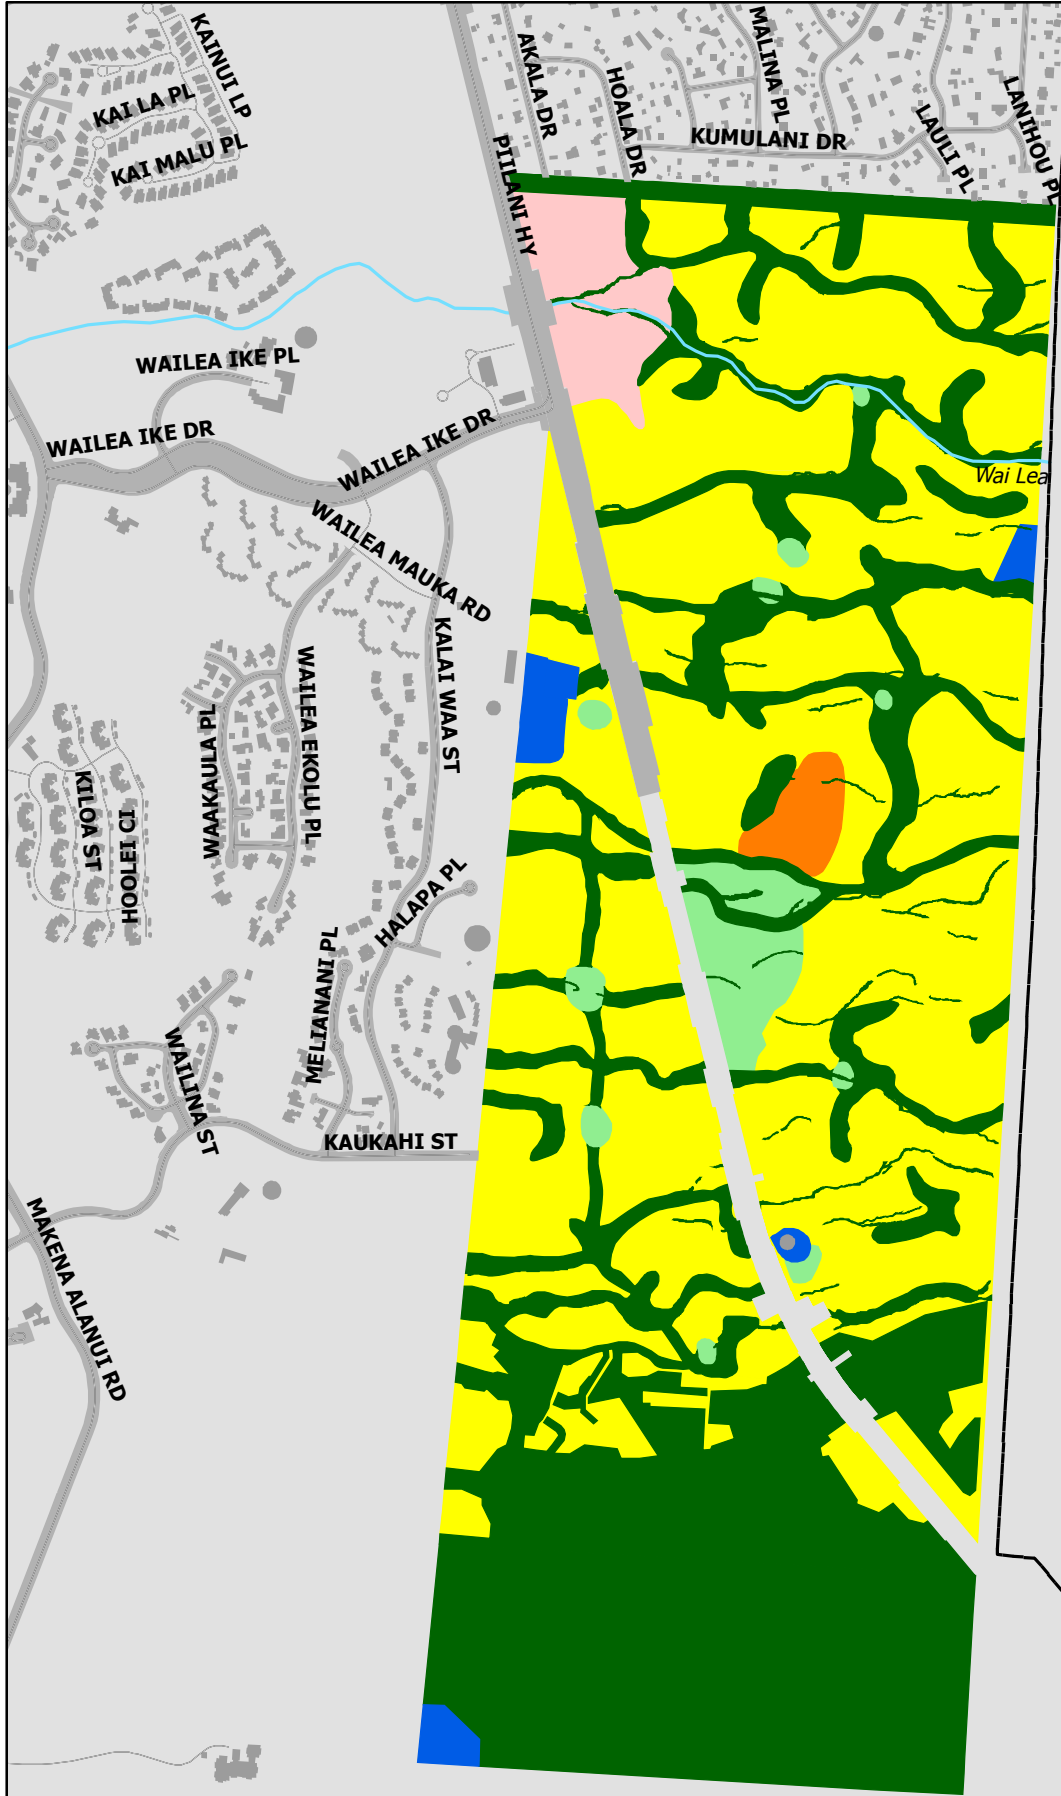 KAINUI LP
KAI LA PL
KAI MALU PL
AKALA DR
HOALA DR
MALINA PL
KUMULANI DR
LAULI PL
LANIHOU PL
PIILANI HY
WAILEA IKE PL
WAILEA IKE DR
WAILEA IKE DR
Wai Lea
WAILEA MAUKA RD
KALAI WAA ST
WAILEA EKOLU PL
WAAKAULA PL
KILOA ST
HOOLEI CI
HALAPA PL
MELIANANI PL
WAILINA ST
KAUKAHI ST
MAKENA ALANUI RD